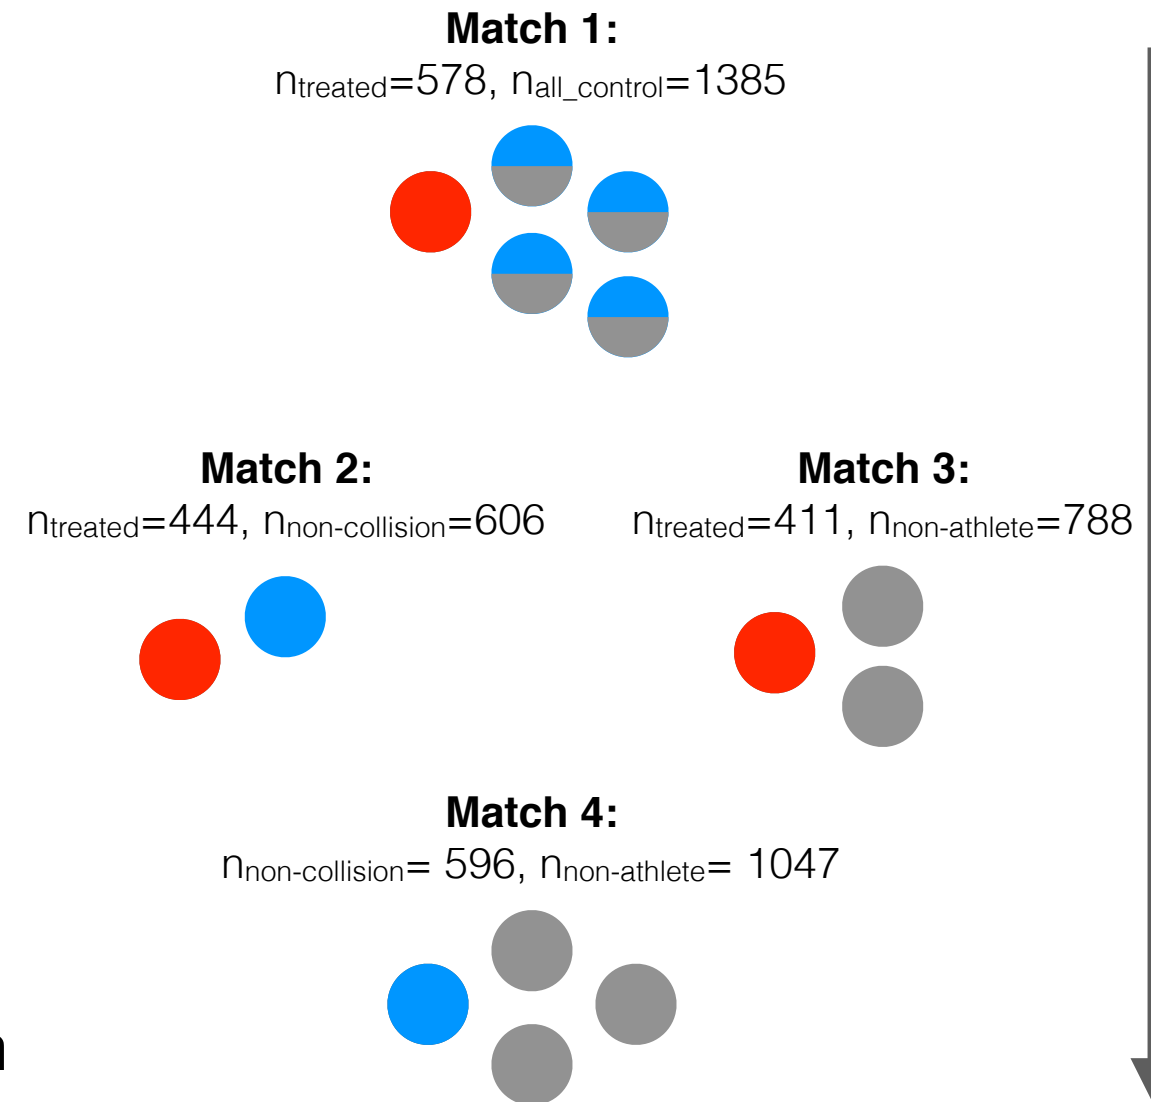 Match 1:
ntreated=578, nall_control=1385
Match 2:
ntreated=444, nnon-collision=606
Match 3:
ntreated=411, nnon-athlete=788
Match 4:
nnon-collision= 596, nnon-athlete= 1047